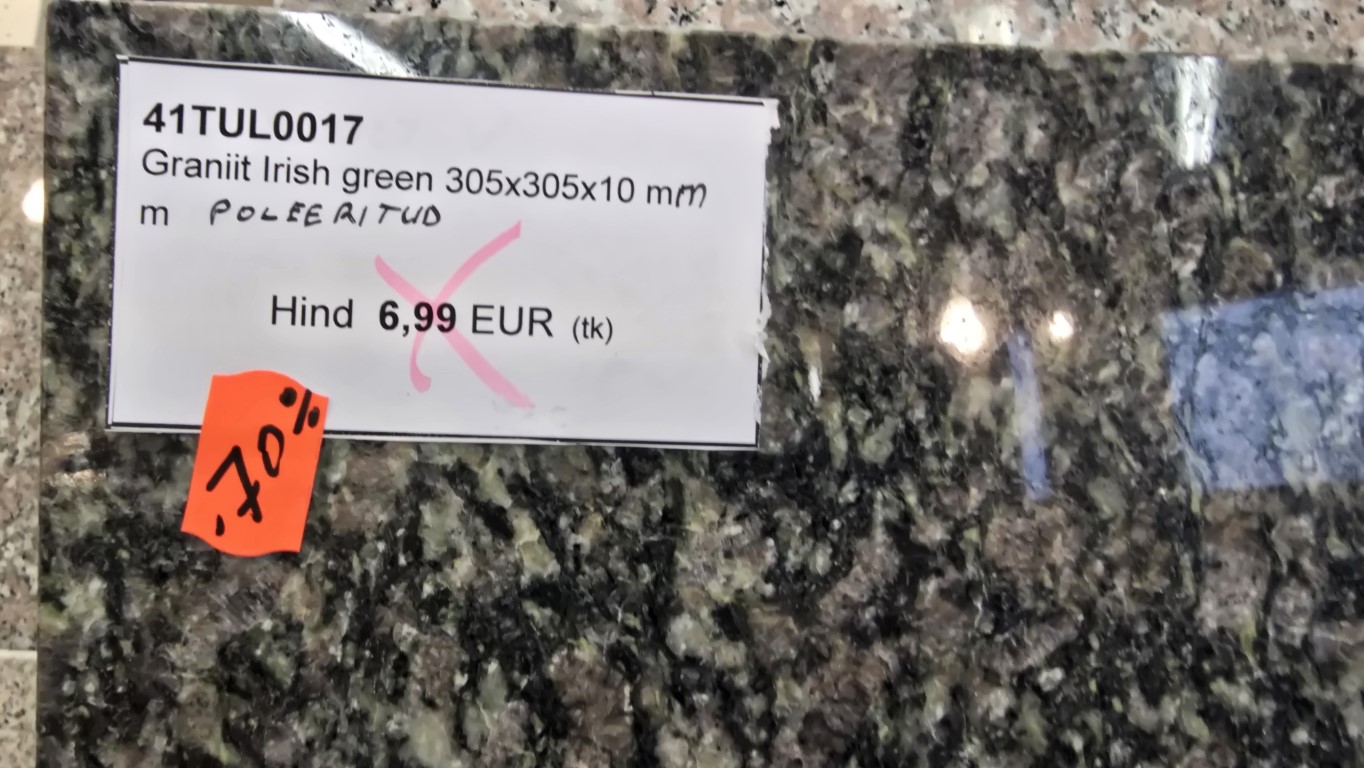 41TUL0017
Graniit Irish green 305x305x10 mm
m POLEERITUD
Hind 6,99 EUR (tk)
-70%